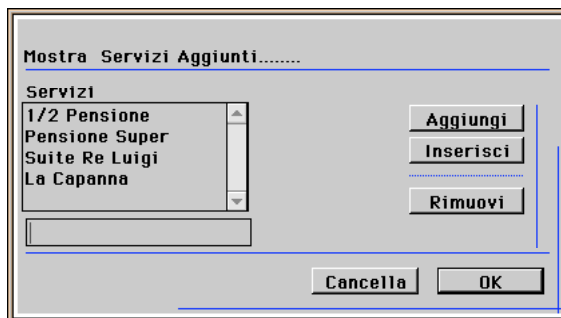 Mostra Servizi Aggiunti........
Servizi
1/2 Pensione
Pensione Super
Suite Re Luigi
La Capanna
Aggiungi
Inserisci
Rimuovi
Cancella
OK